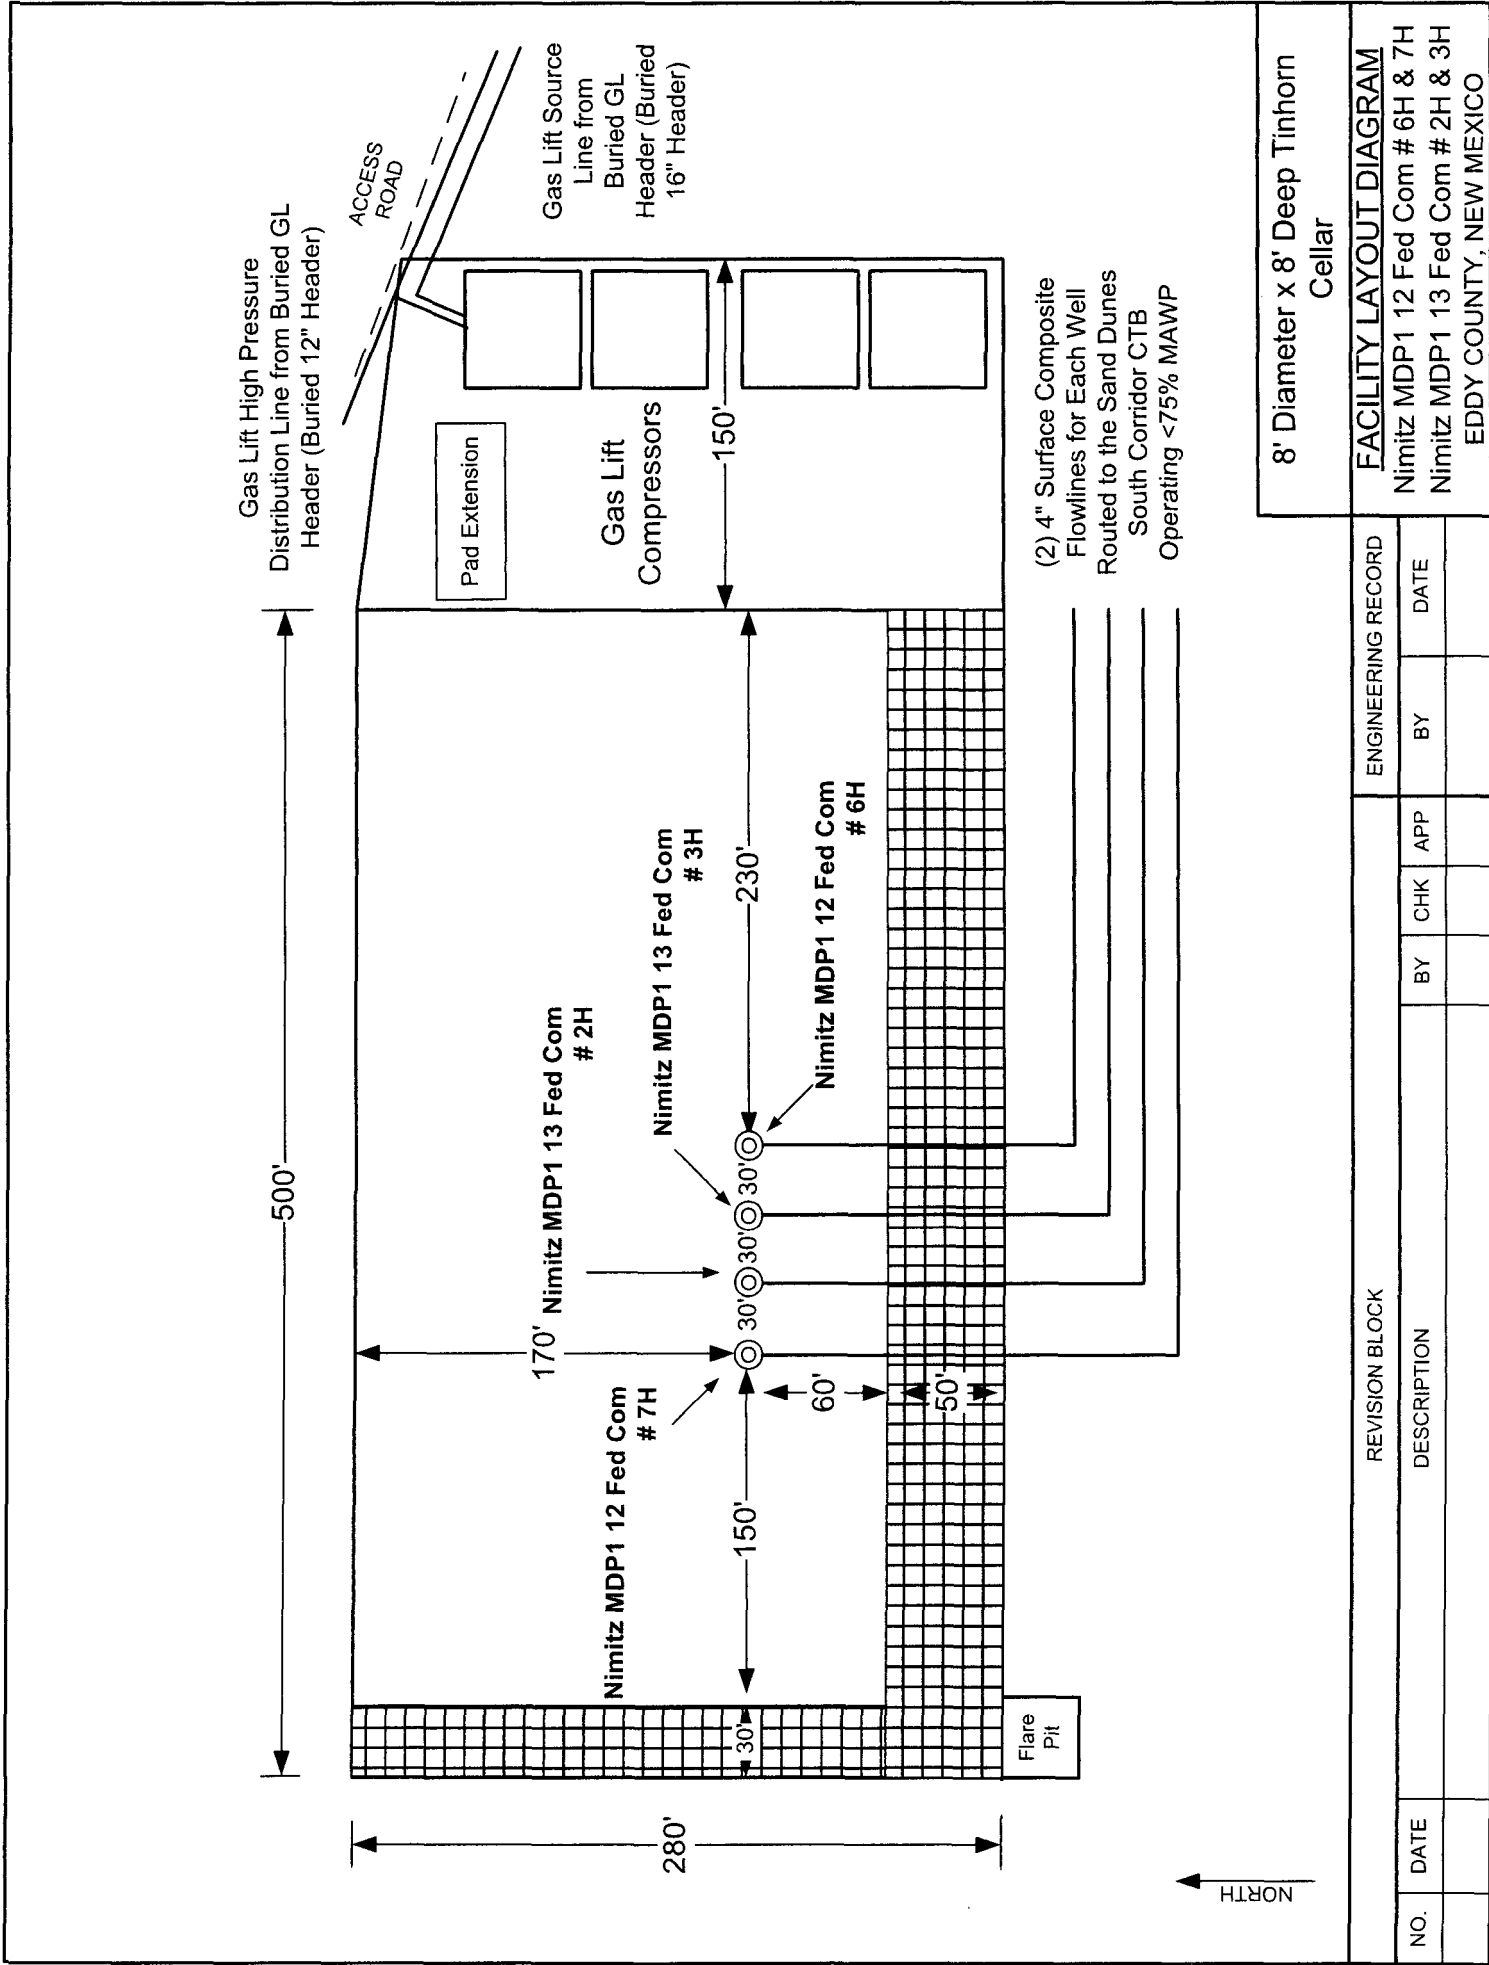 Gas Lift High Pressure
Distribution Line from Buried GL
Header (Buried 12" Header)
ACCESS
ROAD
Gas Lift Source
Line from
Buried GL
Header (Buried
16" Header)
500'
280'
Pad Extension
Gas Lift
Compressors
150'
170'
Nimitz MDP1 13 Fed Com
# 2H
Nimitz MDP1 13 Fed Com
# 3H
Nimitz MDP1 12 Fed Com
# 7H
Nimitz MDP1 12 Fed Com
# 6H
30'
150'
30'
30'
30'
230'
60'
50'
Flare
Pit
(2) 4" Surface Composite
Flowlines for Each Well
Routed to the Sand Dunes
South Corridor CTB
Operating <75% MAWP
NORTH
8' Diameter x 8' Deep Tinhorn
Cellar
REVISION BLOCK
ENGINEERING RECORD
NO.
DATE
DESCRIPTION
BY
CHK
APP
BY
DATE
FACILITY LAYOUT DIAGRAM
Nimitz MDP1 12 Fed Com # 6H & 7H
Nimitz MDP1 13 Fed Com # 2H & 3H
EDDY COUNTY, NEW MEXICO